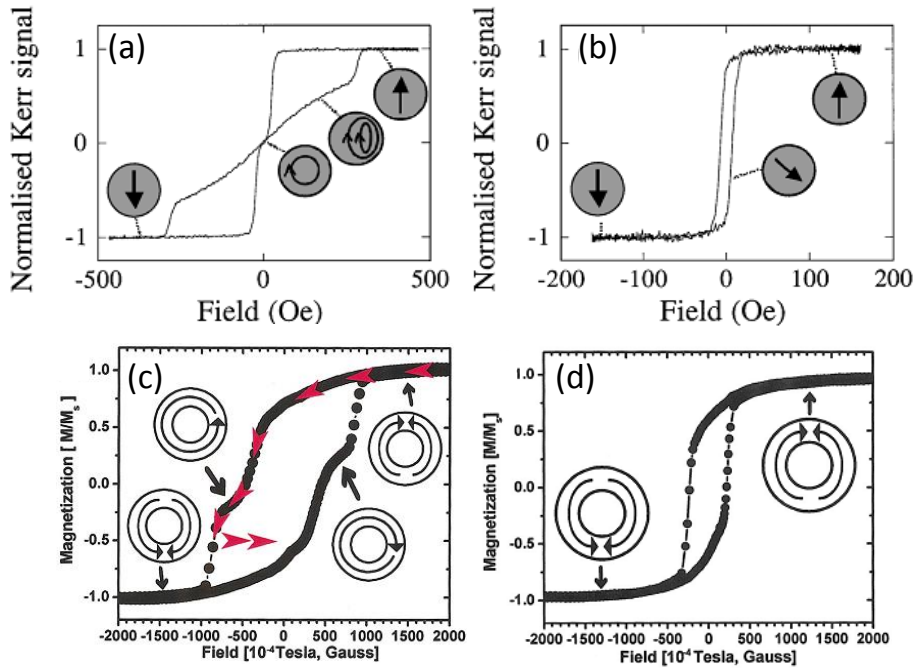 (a)
Normalised Kerr signal
1
0
-1
-500
0
500
Field (Oe)
(b)
Normalised Kerr signal
1
0
-1
-200
-100
0
100
200
Field (Oe)
(c)
Magnetization [ M/Ms ]
1.0
0.5
0.0
-0.5
-1.0
-2000 -1500 -1000 -500 0 500 1000 1500 2000
Field [10-4 Tesla, Gauss]
(d)
Magnetization [M/Ms]
1.0
0.5
0.0
-0.5
-1.0
-2000 -1500 -1000 -500 0 500 1000 1500 2000
Field [10-4 Tesla, Gauss]